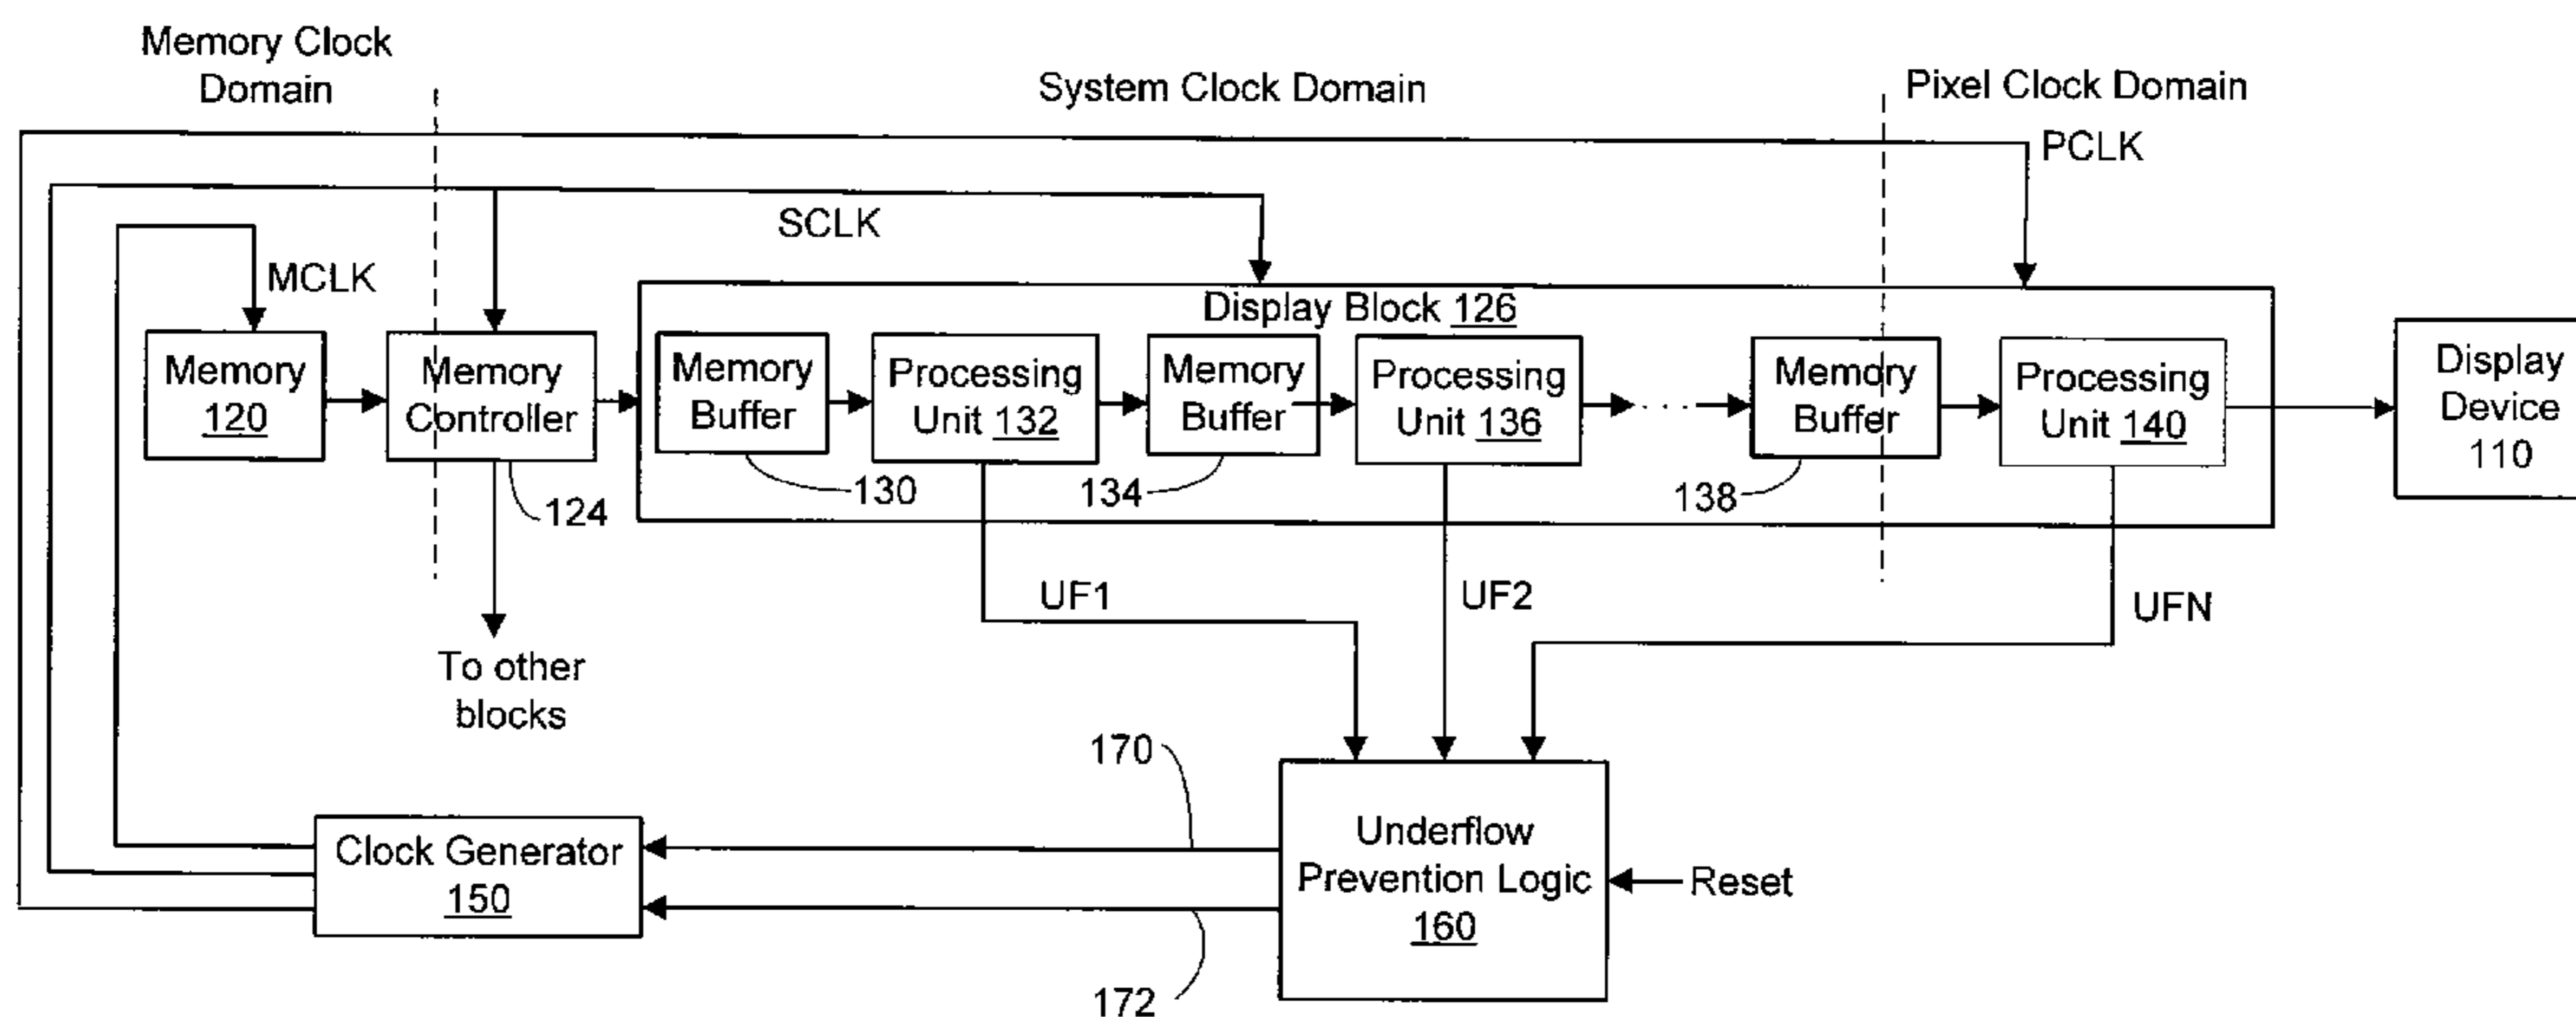 Memory Clock
Domain
System Clock Domain
Pixel Clock Domain
PCLK
SCLK
MCLK
Display Block 126
Memory
120
Memory
Controller
Memory
Buffer
Processing
Unit 132
Memory
Buffer
Processing
Unit 136
. . .
Memory
Buffer
Processing
Unit 140
Display
Device
110
124
130
134
138
UF1
UF2
UFN
To other
blocks
170
Clock Generator
150
Underflow
Prevention Logic
160
Reset
172